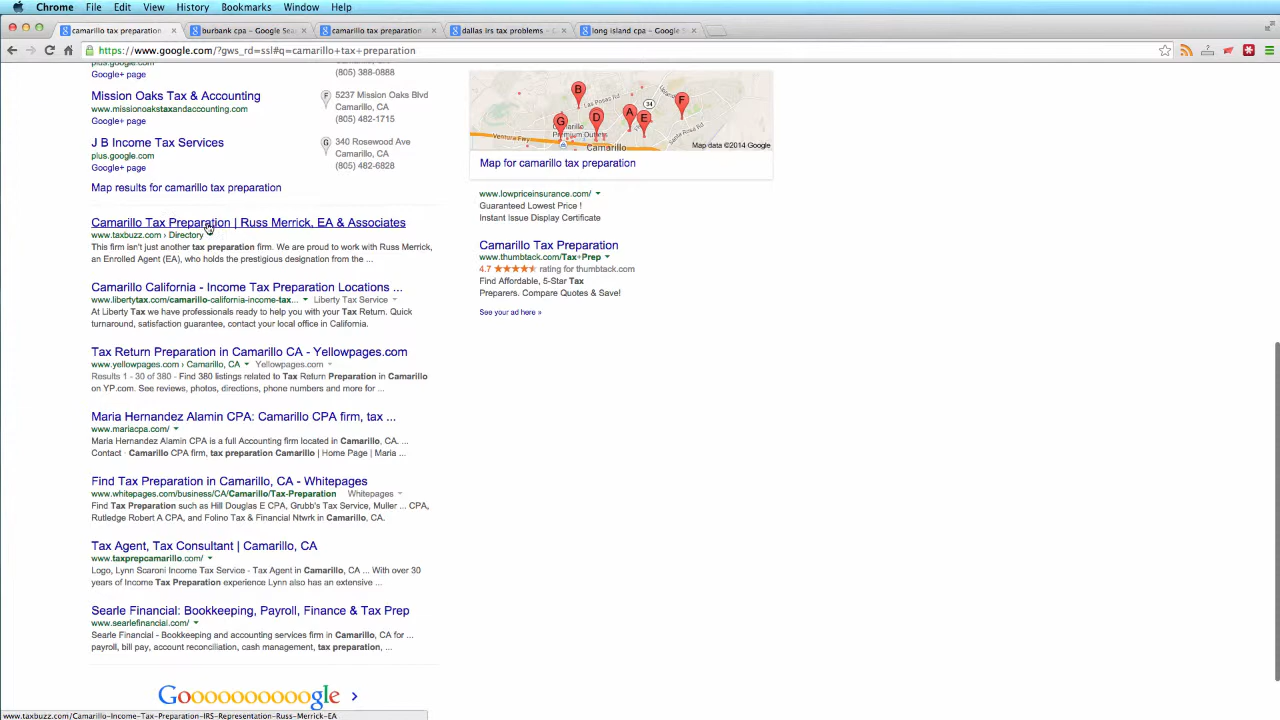 Chrome File Edit View History Bookmarks Window Help
camarillo tax preparation × burbank cpa - Google Se × camarillo tax preparation × dallas irs tax problems × long island cpa - Google S ×
https://www.google.com/?gws_rd=ssl#q=camarillo+tax+preparation
plus.google.com
Google+ page
(805) 388-0888
Mission Oaks Tax & Accounting
www.missionoakstaxandaccounting.com
Google+ page
F 5237 Mission Oaks Blvd
Camarillo, CA
(805) 482-1715
J B Income Tax Services
plus.google.com
Google+ page
G 340 Rosewood Ave
Camarillo, CA
(805) 482-6828
Map results for camarillo tax preparation
Camarillo Tax Preparation | Russ Merrick, EA & Associates
www.taxbuzz.com › Directory
This firm isn't just another tax preparation firm. We are proud to work with Russ Merrick,
an Enrolled Agent (EA), who holds the prestigious designation from the ...
Camarillo California - Income Tax Preparation Locations ...
www.libertytax.com/camarillo-california-income-tax... Liberty Tax Service
At Liberty Tax we have professionals ready to help you with your Tax Return. Quick
turnaround, satisfaction guarantee, contact your local office in California.
Tax Return Preparation in Camarillo CA - Yellowpages.com
www.yellowpages.com › Camarillo, CA Yellowpages.com
Results 1 - 30 of 380 - Find 380 listings related to Tax Return Preparation in Camarillo
on YP.com. See reviews, photos, directions, phone numbers and more for ...
Maria Hernandez Alamin CPA: Camarillo CPA firm, tax ...
www.mariacpa.com/
Maria Hernandez Alamin CPA is a full Accounting firm located in Camarillo, CA. ...
Contact · Camarillo CPA firm, tax preparation Camarillo | Home Page | Maria ...
Find Tax Preparation in Camarillo, CA - Whitepages
www.whitepages.com/business/CA/Camarillo/Tax-Preparation Whitepages
Find Tax Preparation such as Hill Douglas E CPA, Grubb's Tax Service, Muller ... CPA,
Rutledge Robert A CPA, and Folino Tax & Financial Ntwrk in Camarillo, CA.
Tax Agent, Tax Consultant | Camarillo, CA
www.taxprepcamarillo.com/
Logo, Lynn Scaroni Income Tax Service - Tax Agent in Camarillo, CA ... With over 30
years of Income Tax Preparation experience Lynn also has an extensive ...
Searle Financial: Bookkeeping, Payroll, Finance & Tax Prep
www.searlefinancial.com/
Searle Financial - Bookkeeping and accounting services firm in Camarillo, CA for ...
payroll, bill pay, account reconciliation, cash management, tax preparation, ...
Goooooooooogle
B F A E D G 34
Las Posas Rd
Camarillo
Premium Outlets
Ventura Fwy
Santa Rosa Rd
Camarillo
Map data ©2014 Google
Map for camarillo tax preparation
www.lowpriceinsurance.com/
Guaranteed Lowest Price !
Instant Issue Display Certificate
Camarillo Tax Preparation
www.thumbtack.com/Tax+Prep
4.7 ★★★★★ rating for thumbtack.com
Find Affordable, 5-Star Tax
Preparers. Compare Quotes & Save!
See your ad here »
www.taxbuzz.com/Camarillo-Income-Tax-Preparation-IRS-Representation-Russ-Merrick-EA